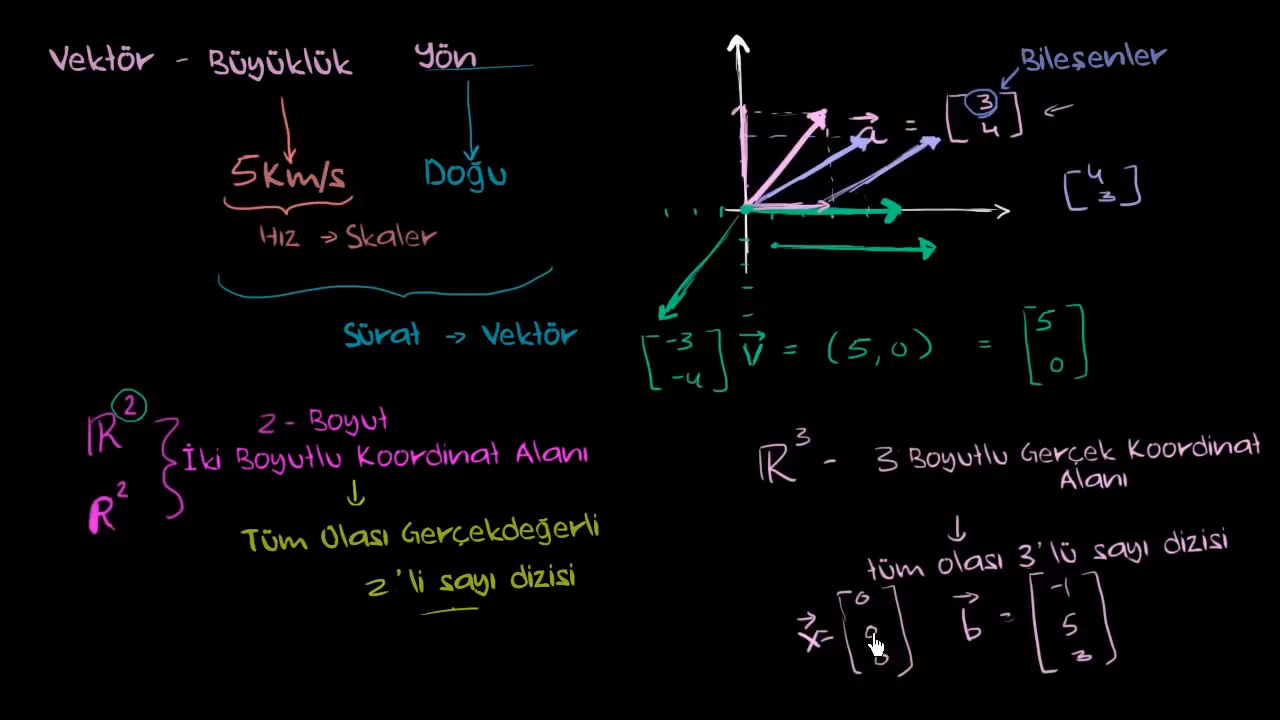 Vektör - Büyüklük Yön
5km/s Doğu
Hız → Skaler
Sürat → Vektör
Bileşenler
a = [3 4] ←
[4 3]
[-3 -4]
v = (5,0) = [5 0]
R² 2 - Boyut
İki Boyutlu Koordinat Alanı
R²
↓
Tüm Olası Gerçekdeğerli
2'li sayı dizisi
R³ - 3 Boyutlu Gerçek Koordinat
Alanı
↓
tüm olası 3'lü sayı dizisi
x = [0 0 0] b = [-1 5 3]